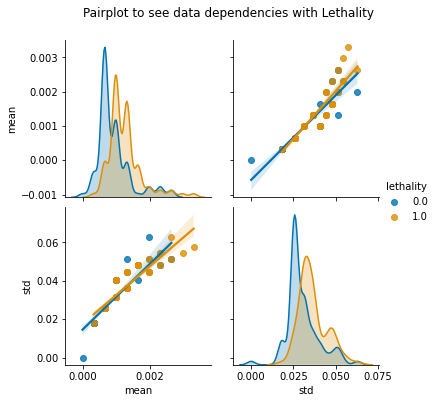 Pairplot to see data dependencies with Lethality
0.003
0.002
0.001
0.000
−0.001
mean
lethality
0.0
1.0
0.06
0.04
0.02
0.00
std
0.000 0.002
mean
0.000 0.025 0.050 0.075
std